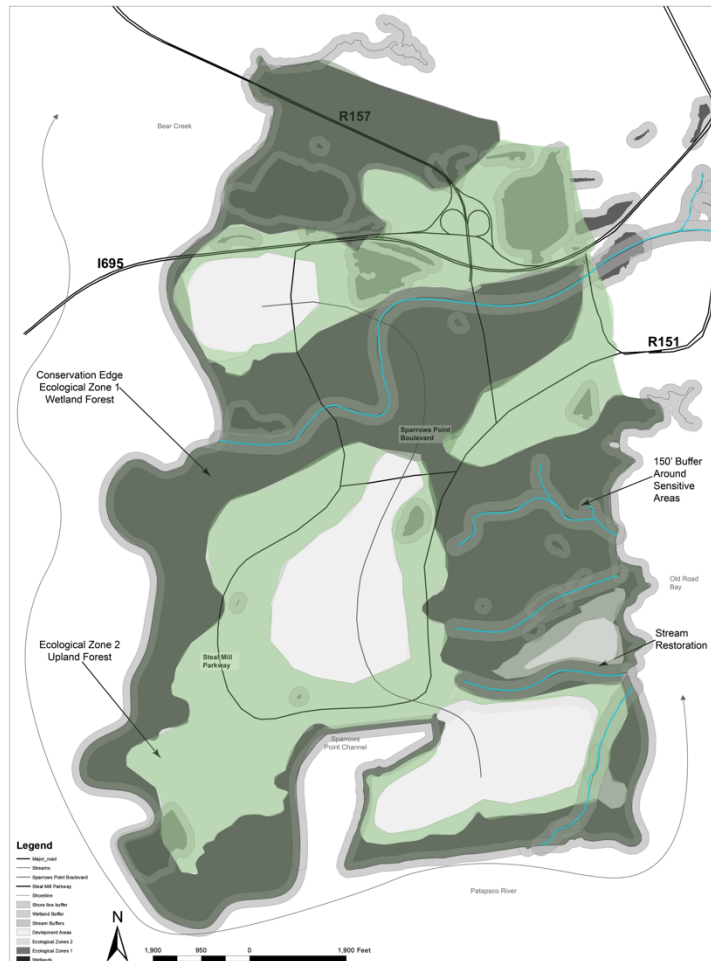 R157
Bear Creek
I695
R151
Conservation Edge
Ecological Zone 1
Wetland Forest
Sparrows Point
Boulevard
150' Buffer
Around
Sensitive
Areas
Old Road
Bay
Stream
Restoration
Ecological Zone 2
Upland Forest
Steal Mill
Parkway
Sparrows
Point Channel
Patapsco River
Legend
Major_road
Streams
Sparrows Point Boulevard
Steal Mill Parkway
Shoreline
Shore line buffer
Wetland Buffer
Stream Buffers
Devlepment Areas
Ecological Zones 2
Ecological Zones 1
Wetlands
N
1,900 950 0 1,900 Feet